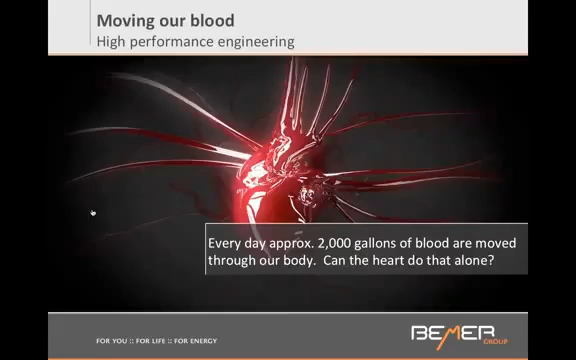 Moving our blood
High performance engineering
Every day approx. 2,000 gallons of blood are moved
through our body.  Can the heart do that alone?
FOR YOU :: FOR LIFE :: FOR ENERGY
BEMER
GROUP